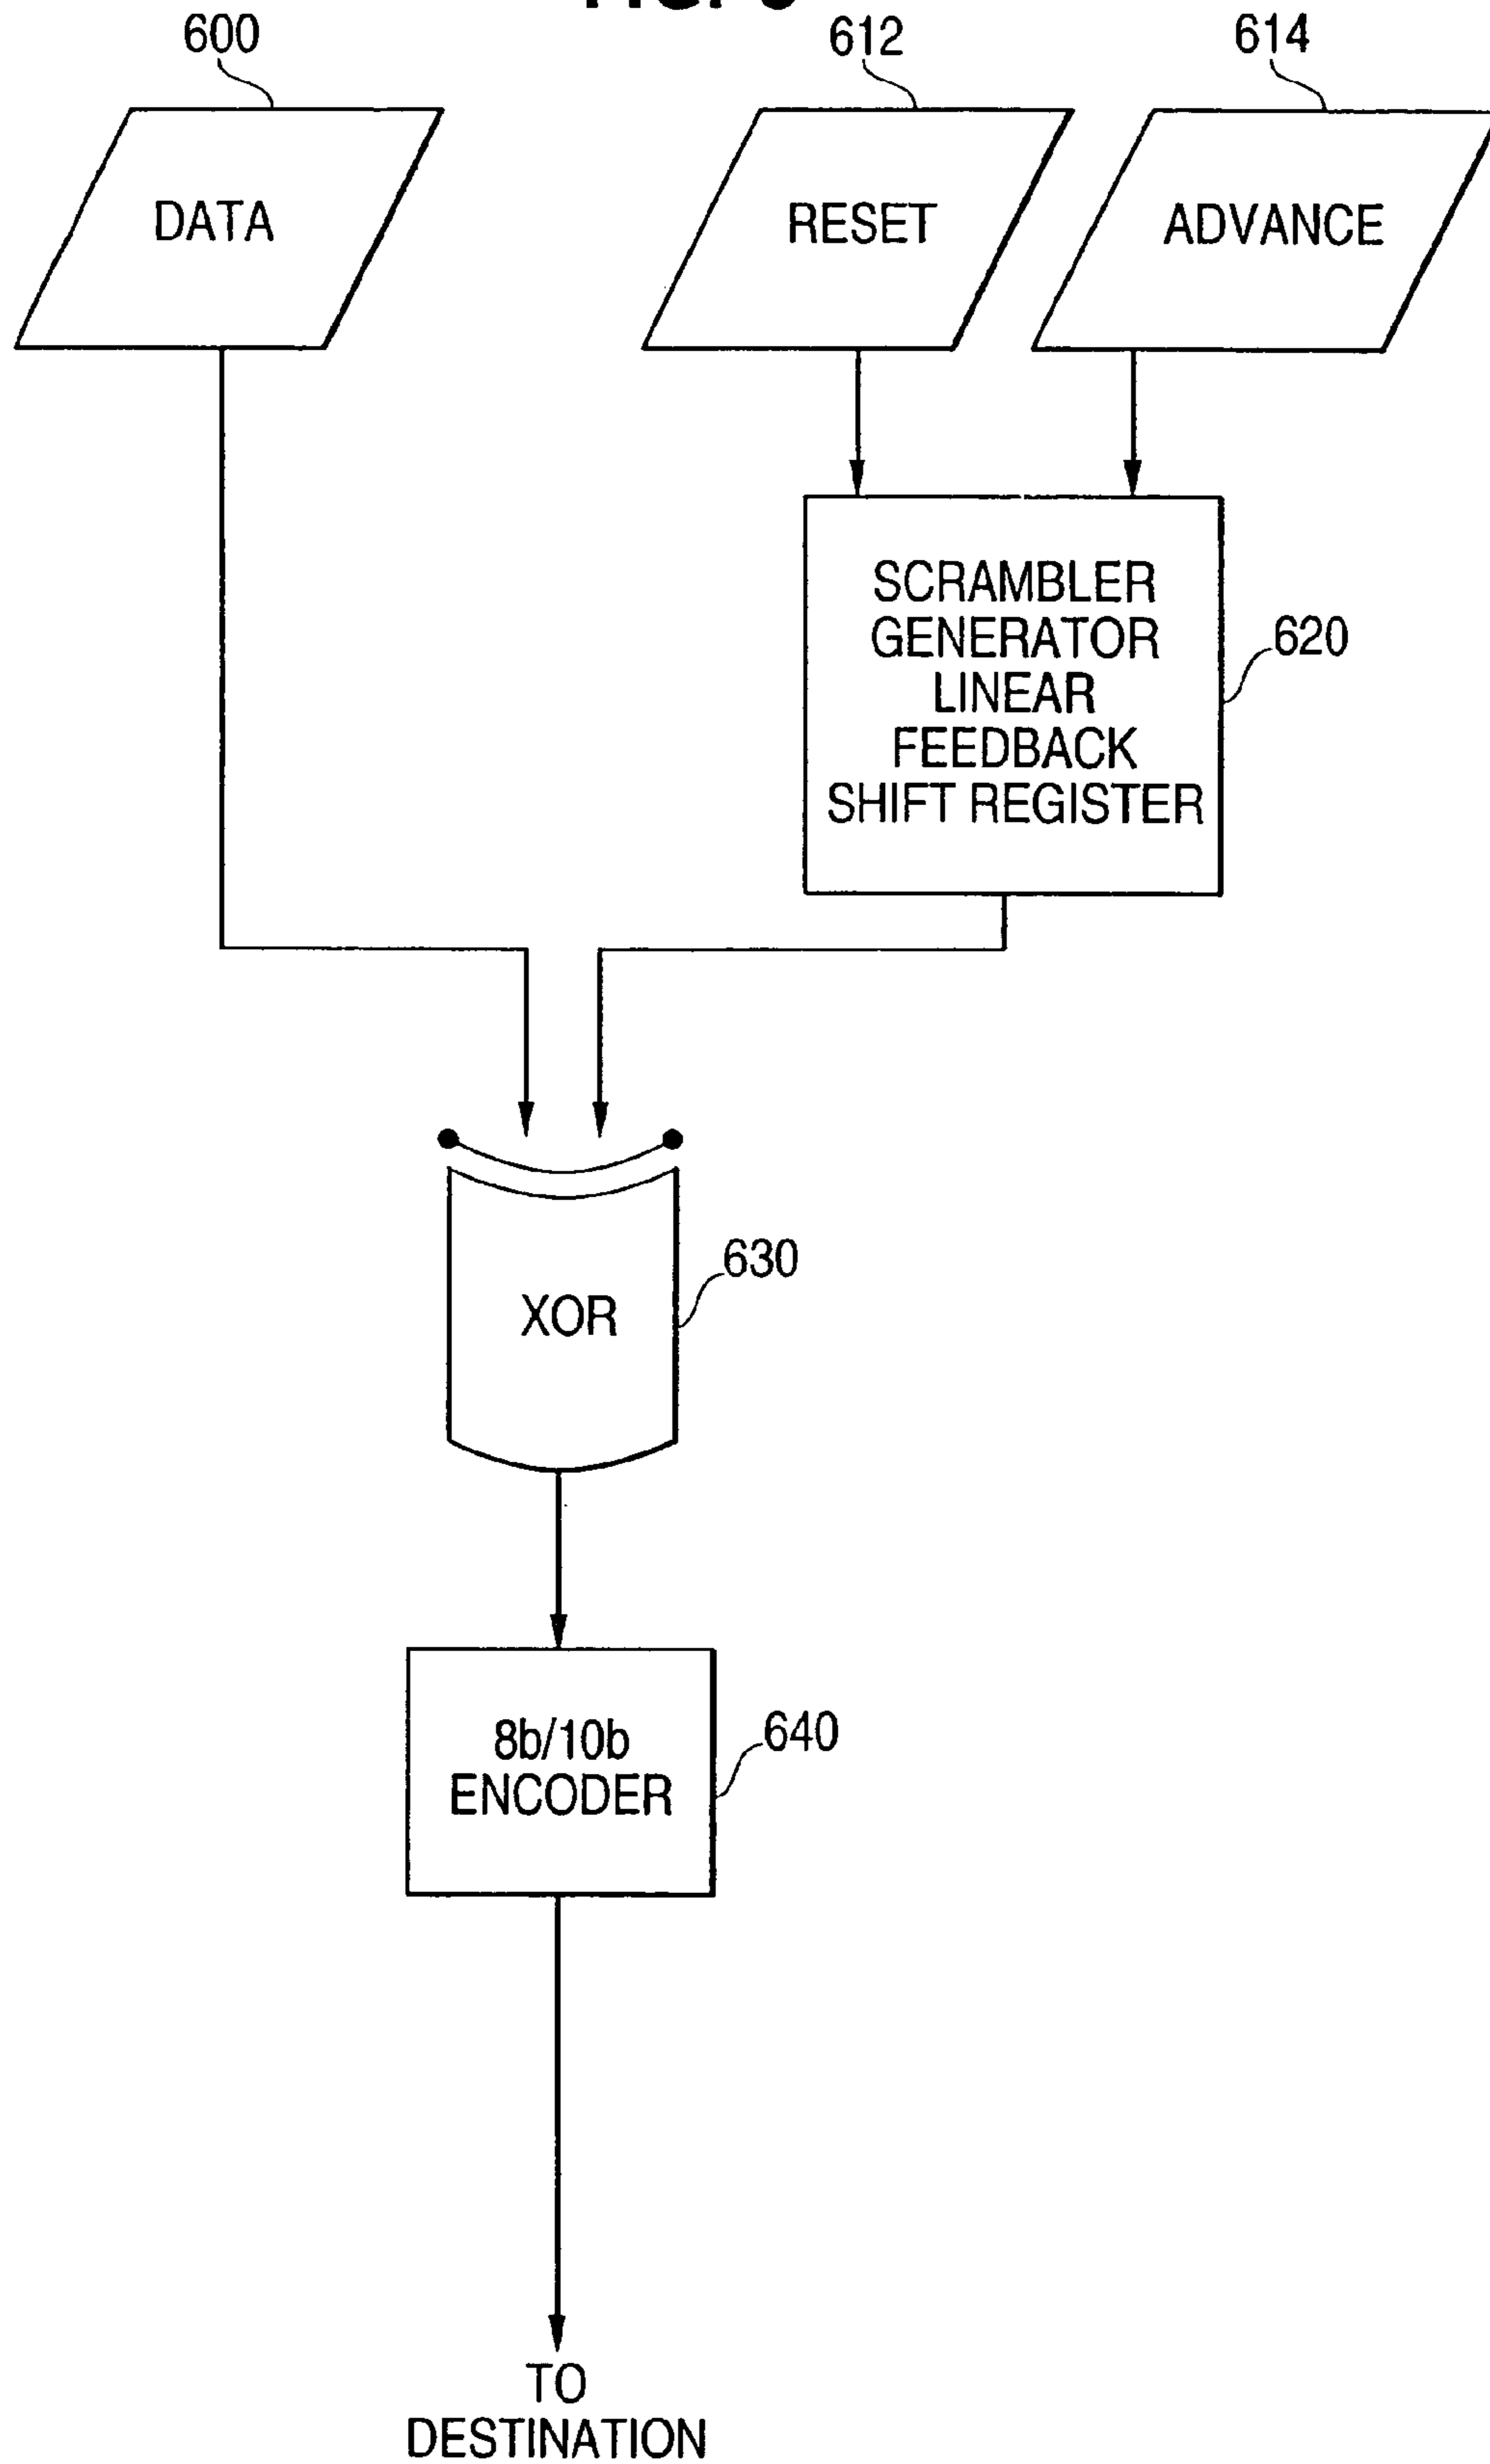 600
612
614
DATA
RESET
ADVANCE
SCRAMBLER
GENERATOR
LINEAR
FEEDBACK
SHIFT REGISTER
620
630
XOR
8b/10b
ENCODER
640
TO
DESTINATION